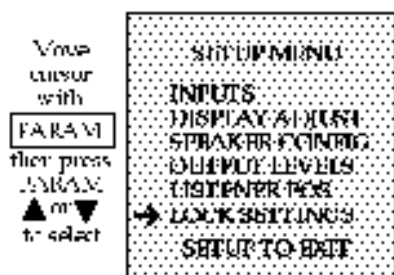 Move
cursor
with
PARAM
then press
PARAM
▲ or ▼
to select
SETUP MENU
INPUTS
DISPLAY ADJUST
SPEAKER CONFIG
OUTPUT LEVELS
LISTENER POS
→ LOCK SETTINGS
SETUP TO EXIT